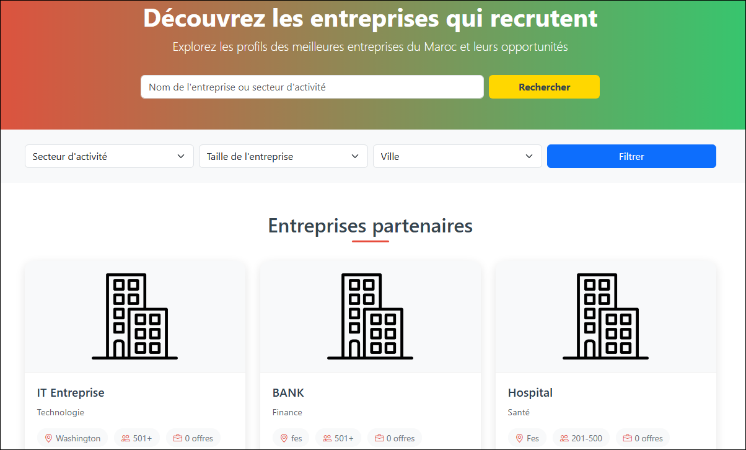 Découvrez les entreprises qui recrutent
Explorez les profils des meilleures entreprises du Maroc et leurs opportunités
Nom de l'entreprise ou secteur d'activité Rechercher
Secteur d'activité Taille de l'entreprise Ville Filtrer
Entreprises partenaires
IT Entreprise BANK Hospital
Technologie Finance Santé
Washington 501+ 0 offres fes 501+ 0 offres Fes 201-500 0 offres